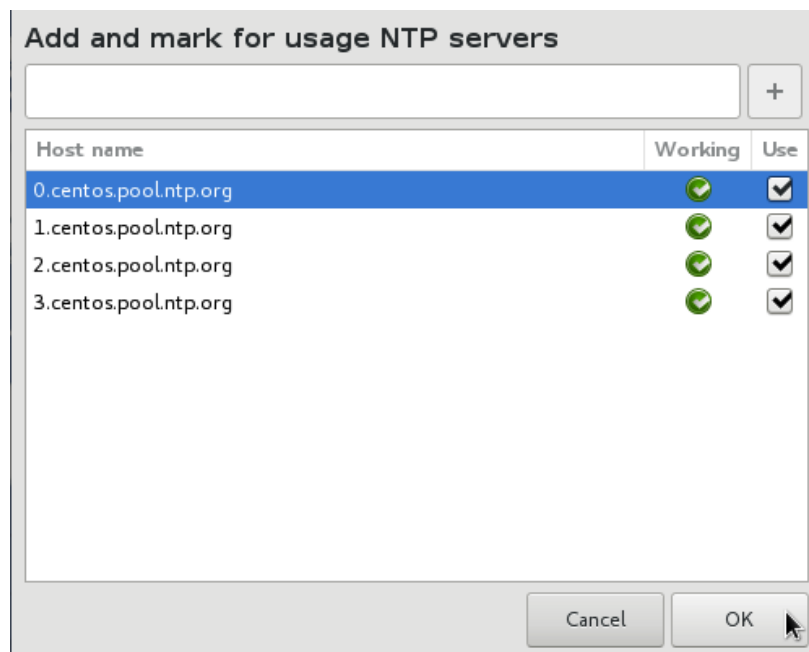 Add and mark for usage NTP servers
+
Host name Working Use
0.centos.pool.ntp.org
1.centos.pool.ntp.org
2.centos.pool.ntp.org
3.centos.pool.ntp.org
Cancel OK